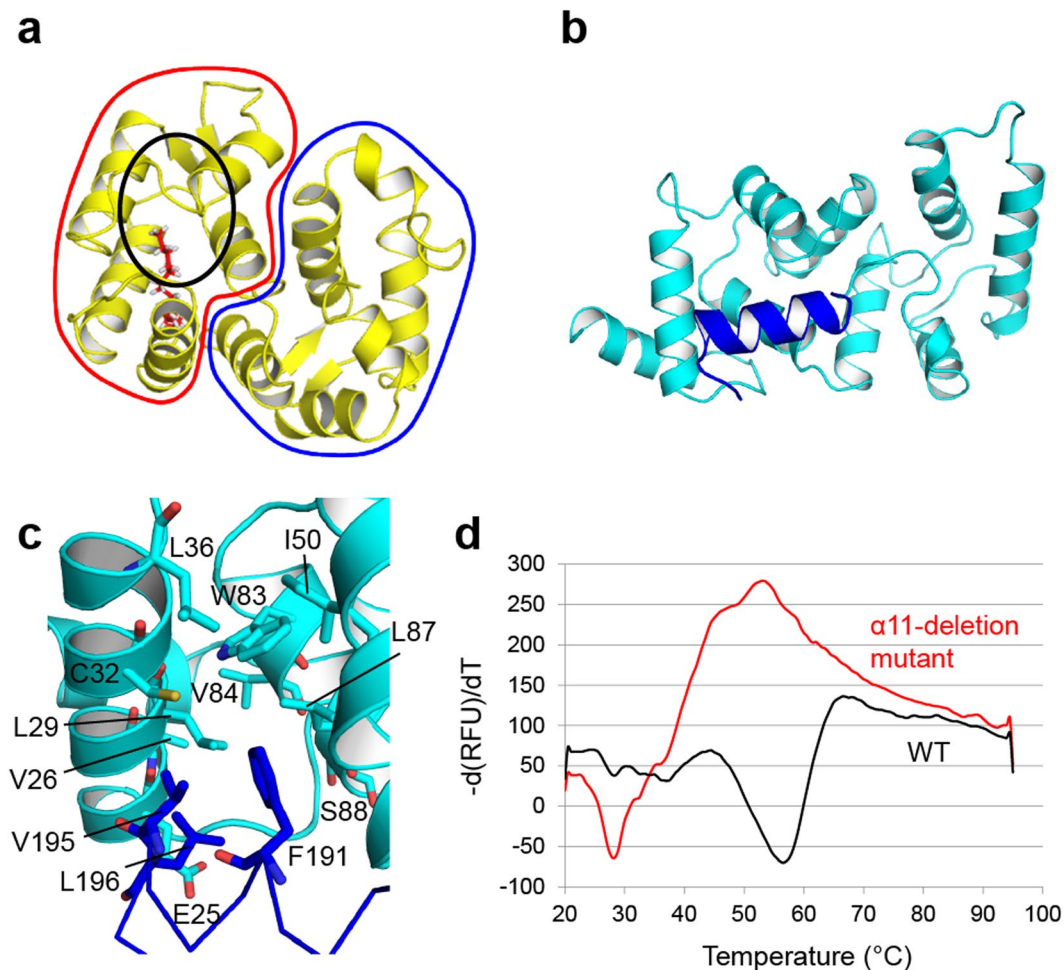 a
b
c
L36
I50
W83
L87
C32
V84
L29
V26
S88
V195
F191
L196
E25
d
300
250
200
150
100
50
0
-50
-100
-d(RFU)/dT
α11-deletion
mutant
WT
20 30 40 50 60 70 80 90 100
Temperature (°C)